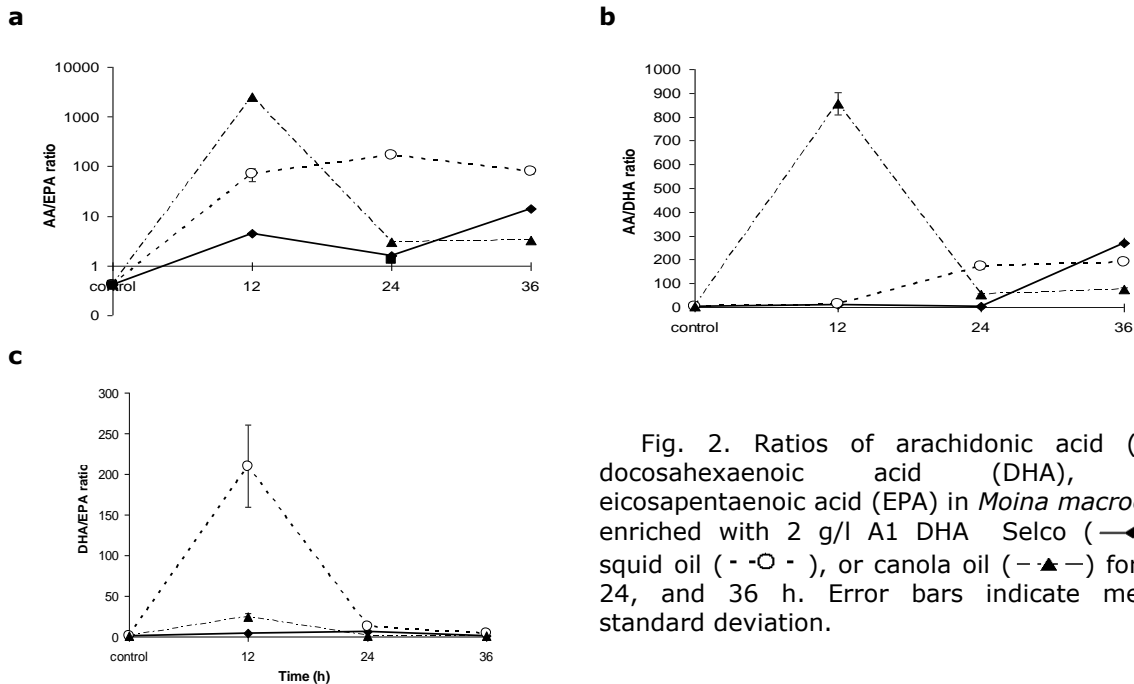 a
AA/EPA ratio
10000
1000
100
10
1
0
control
12
24
36
b
AA/DHA ratio
1000
900
800
700
600
500
400
300
200
100
0
control
12
24
36
c
DHA/EPA ratio
300
250
200
150
100
50
0
control
12
24
36
Time (h)
Fig. 2. Ratios of arachidonic acid (
docosahexaenoic acid (DHA),
eicosapentaenoic acid (EPA) in Moina
enriched with 2 g/l A1 DHA Selco (
squid oil ( ), or canola oil ( ) for
24, and 36 h. Error bars indicate
standard deviation.